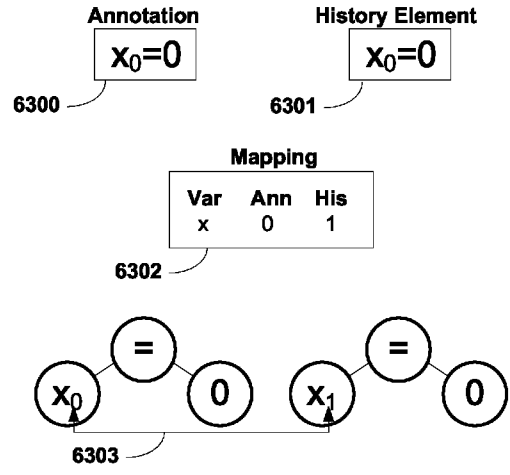 Annotation
History Element
x₀=0
x₀=0
6300
6301
Mapping
Var Ann His
x 0 1
6302
=
=
x₀
0
x₁
0
6303